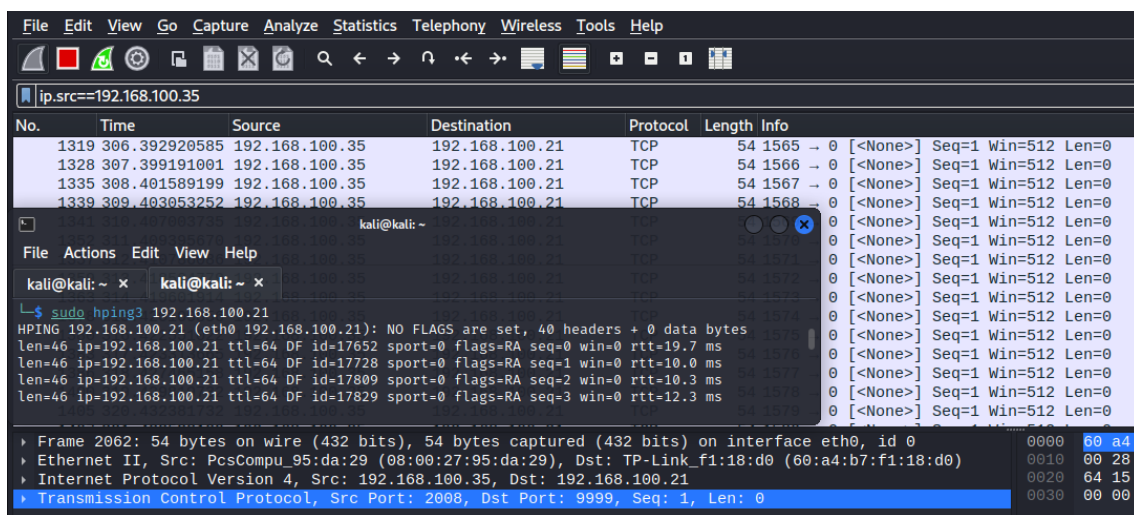 File Edit View Go Capture Analyze Statistics Telephony Wireless Tools Help
ip.src==192.168.100.35
No. Time Source Destination Protocol Length Info
1319 306.392920585 192.168.100.35 192.168.100.21 TCP 54 1565 → 0 [<None>] Seq=1 Win=512 Len=0
1328 307.399191001 192.168.100.35 192.168.100.21 TCP 54 1566 → 0 [<None>] Seq=1 Win=512 Len=0
1335 308.401589199 192.168.100.35 192.168.100.21 TCP 54 1567 → 0 [<None>] Seq=1 Win=512 Len=0
1339 309.403053252 192.168.100.35 192.168.100.21 TCP 54 1568 → 0 [<None>] Seq=1 Win=512 Len=0
0 [<None>] Seq=1 Win=512 Len=0
0 [<None>] Seq=1 Win=512 Len=0
0 [<None>] Seq=1 Win=512 Len=0
0 [<None>] Seq=1 Win=512 Len=0
0 [<None>] Seq=1 Win=512 Len=0
0 [<None>] Seq=1 Win=512 Len=0
0 [<None>] Seq=1 Win=512 Len=0
0 [<None>] Seq=1 Win=512 Len=0
0 [<None>] Seq=1 Win=512 Len=0
0 [<None>] Seq=1 Win=512 Len=0
0 [<None>] Seq=1 Win=512 Len=0
kali@kali: ~
File Actions Edit View Help
kali@kali: ~ × kali@kali: ~ ×
└─$ sudo hping3 192.168.100.21
HPING 192.168.100.21 (eth0 192.168.100.21): NO FLAGS are set, 40 headers + 0 data bytes
len=46 ip=192.168.100.21 ttl=64 DF id=17652 sport=0 flags=RA seq=0 win=0 rtt=19.7 ms
len=46 ip=192.168.100.21 ttl=64 DF id=17728 sport=0 flags=RA seq=1 win=0 rtt=10.0 ms
len=46 ip=192.168.100.21 ttl=64 DF id=17809 sport=0 flags=RA seq=2 win=0 rtt=10.3 ms
len=46 ip=192.168.100.21 ttl=64 DF id=17829 sport=0 flags=RA seq=3 win=0 rtt=12.3 ms
Frame 2062: 54 bytes on wire (432 bits), 54 bytes captured (432 bits) on interface eth0, id 0
Ethernet II, Src: PcsCompu_95:da:29 (08:00:27:95:da:29), Dst: TP-Link_f1:18:d0 (60:a4:b7:f1:18:d0)
Internet Protocol Version 4, Src: 192.168.100.35, Dst: 192.168.100.21
Transmission Control Protocol, Src Port: 2008, Dst Port: 9999, Seq: 1, Len: 0
0000 60 a4
0010 00 28
0020 64 15
0030 00 00